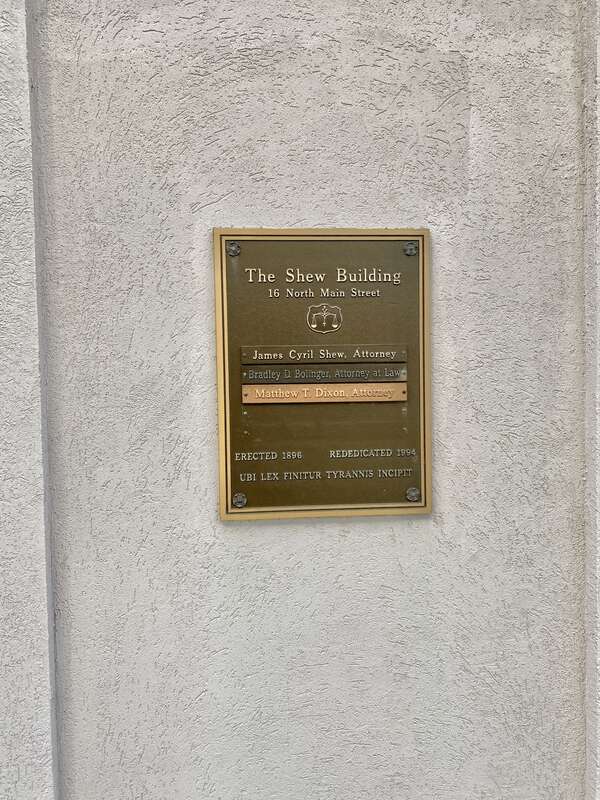 The Shew Building
16 North Main Street
James Cyril Shew, Attorney
Bradley D. Bolinger, Attorney at Law
Matthew T. Dixon, Attorney
ERECTED 1896 REDEDICATED 1994
UBI LEX FINITUR TYRANNIS INCIPIT